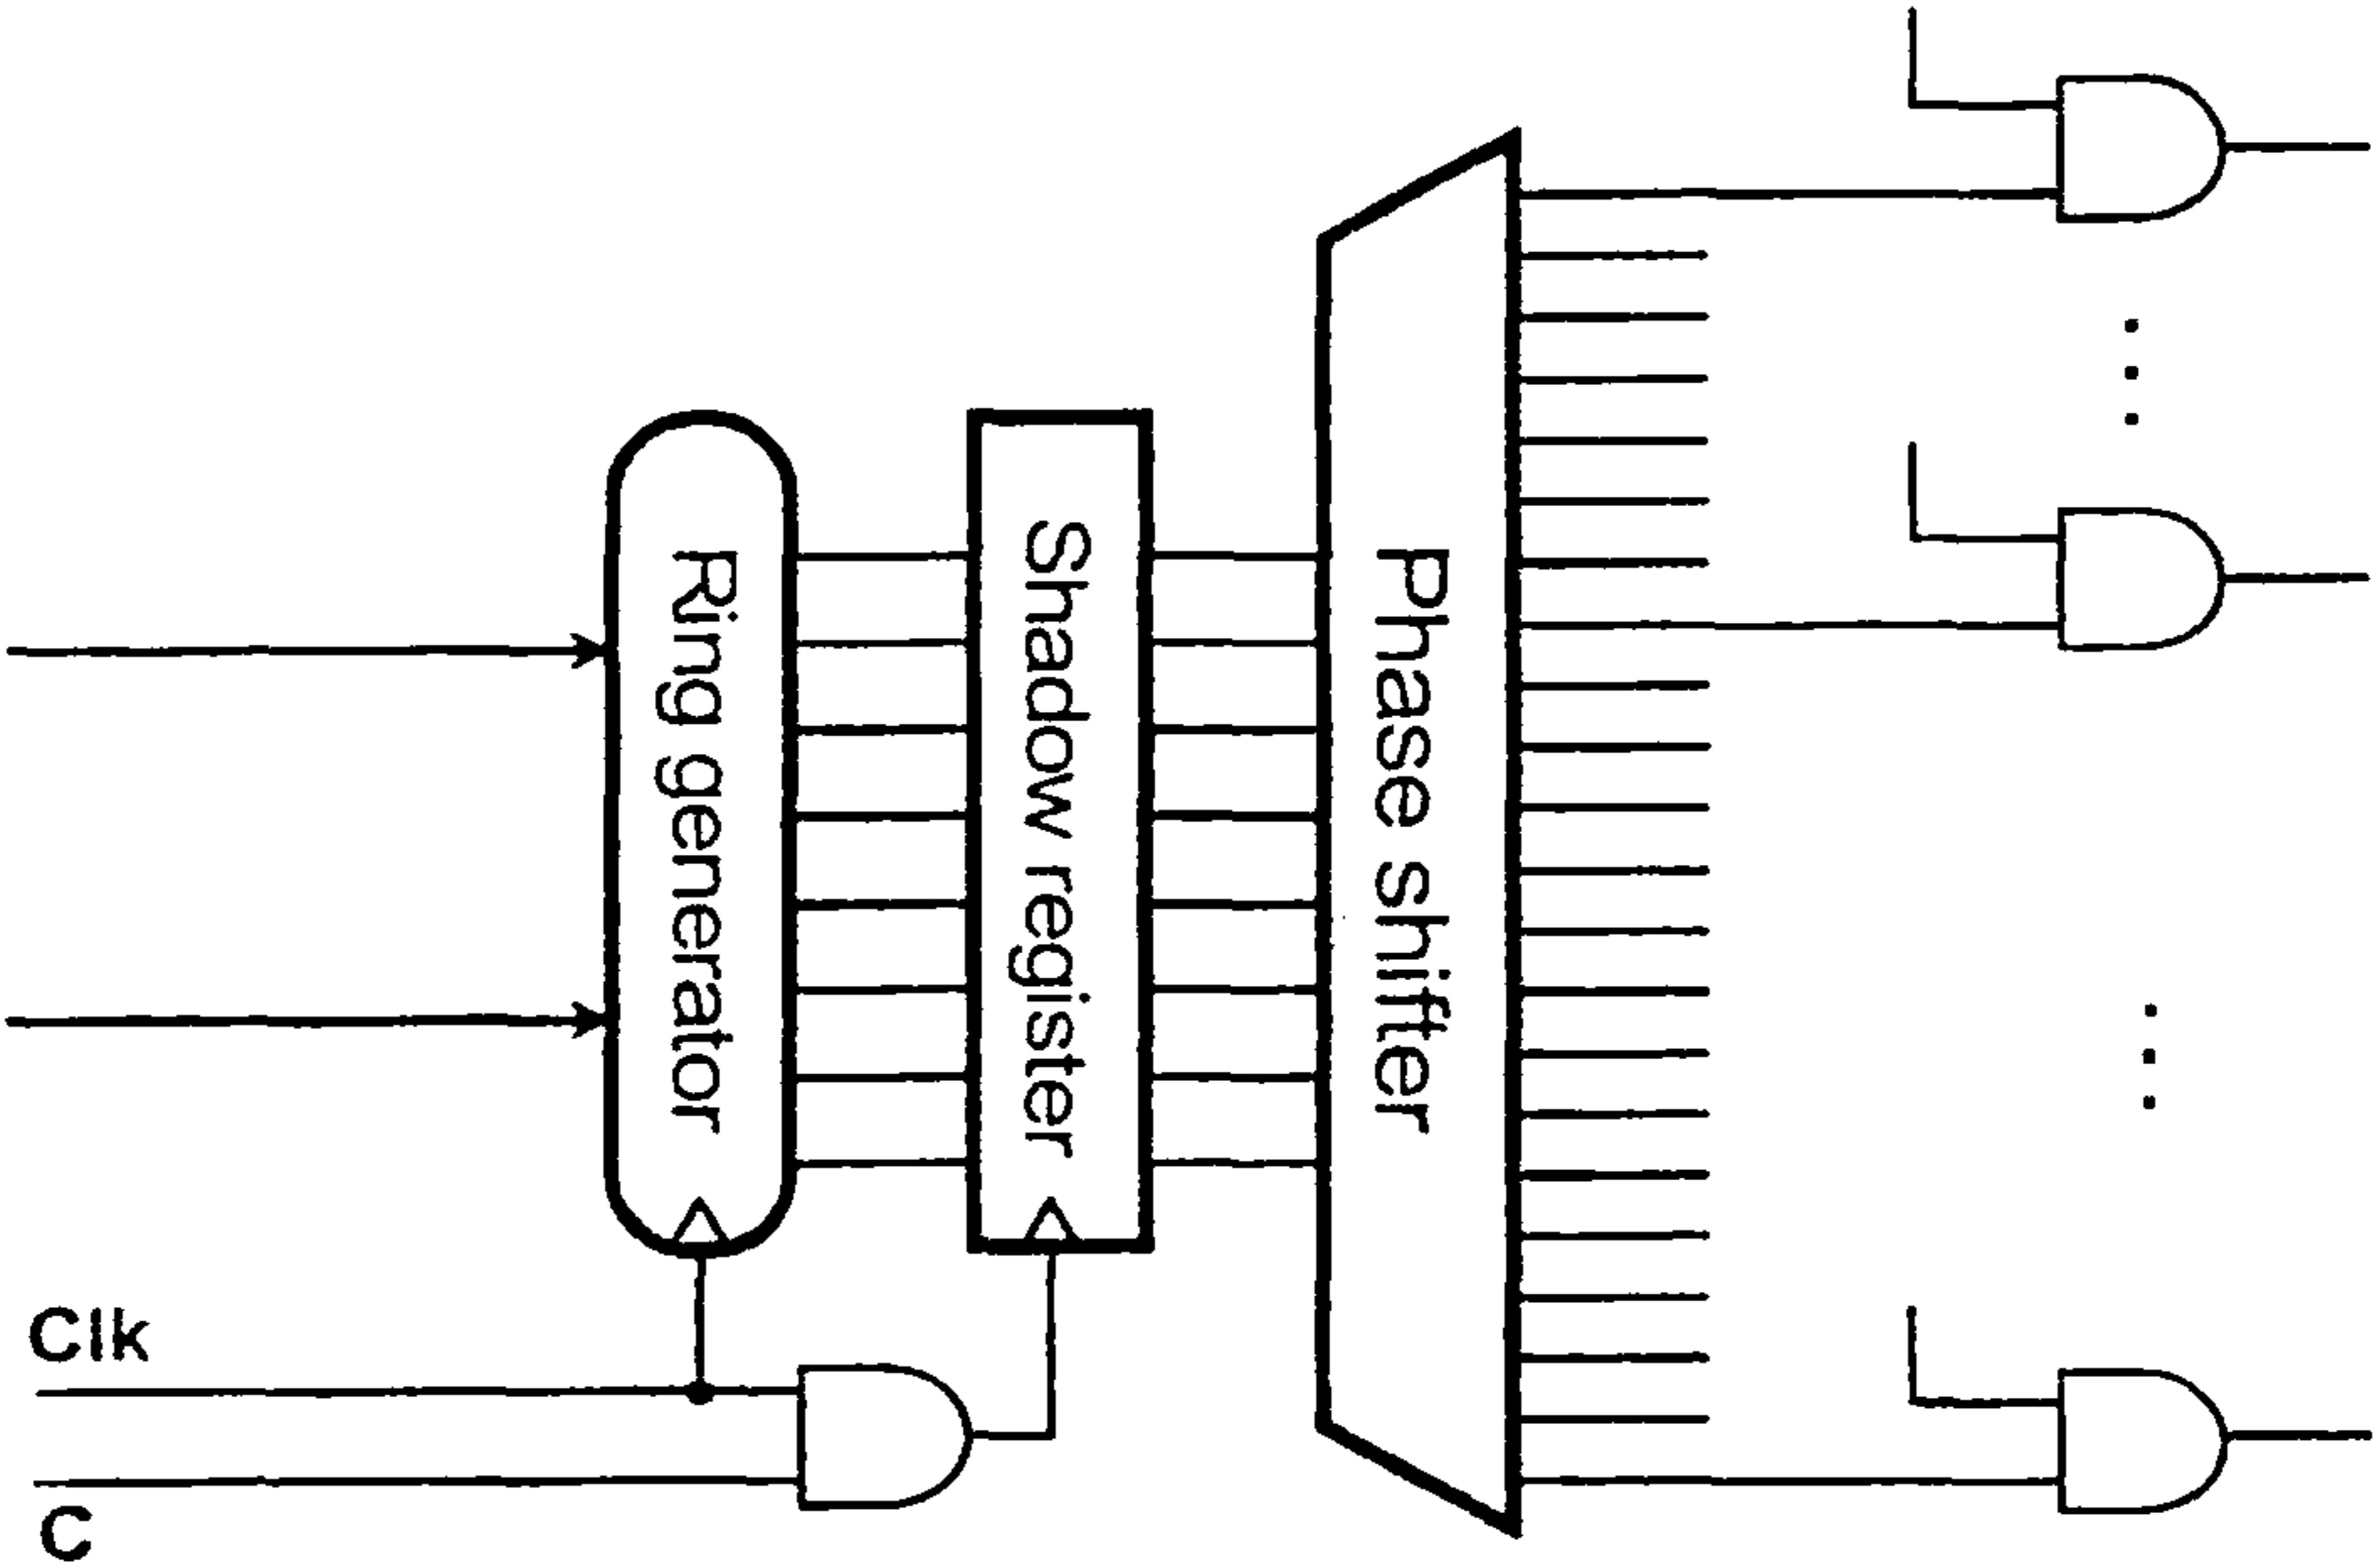 Ring generator
Shadow register
Phase shifter
Clk
C